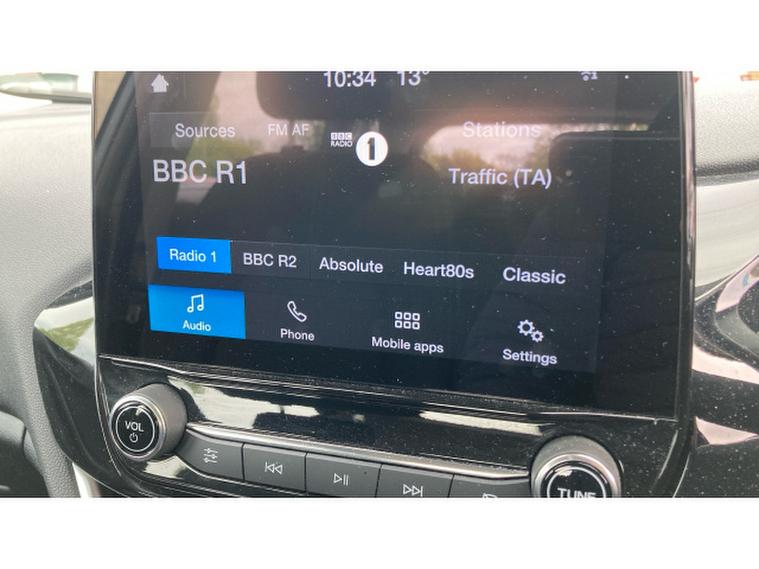 10:34 13°
Sources FM AF BBC RADIO 1 Stations
BBC R1 Traffic (TA)
Radio 1 BBC R2 Absolute Heart80s Classic
Audio Phone Mobile apps Settings
VOL
TUNE